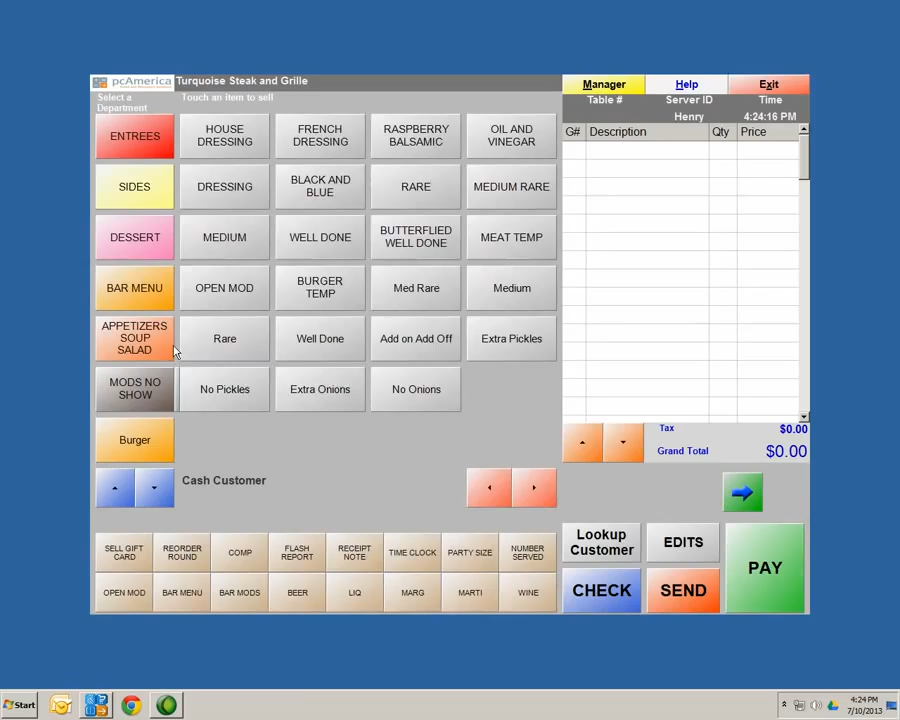 pcAmerica Turquoise Steak and Grille
Manager Help Exit
Select a
Department
Touch an item to sell
Table # Server ID Time
Henry 4:24:16 PM
G# Description Qty Price
ENTREES
HOUSE
DRESSING
FRENCH
DRESSING
RASPBERRY
BALSAMIC
OIL AND
VINEGAR
SIDES
DRESSING
BLACK AND
BLUE
RARE
MEDIUM RARE
DESSERT
MEDIUM
WELL DONE
BUTTERFLIED
WELL DONE
MEAT TEMP
BAR MENU
OPEN MOD
BURGER
TEMP
Med Rare
Medium
APPETIZERS
SOUP
SALAD
Rare
Well Done
Add on Add Off
Extra Pickles
MODS NO
SHOW
No Pickles
Extra Onions
No Onions
Burger
Tax $0.00
Grand Total $0.00
Cash Customer
SELL GIFT
CARD
REORDER
ROUND
COMP
FLASH
REPORT
RECEIPT
NOTE
TIME CLOCK
PARTY SIZE
NUMBER
SERVED
OPEN MOD
BAR MENU
BAR MODS
BEER
LIQ
MARG
MARTI
WINE
Lookup
Customer
EDITS
PAY
CHECK
SEND
Start
4:24 PM
7/10/2013